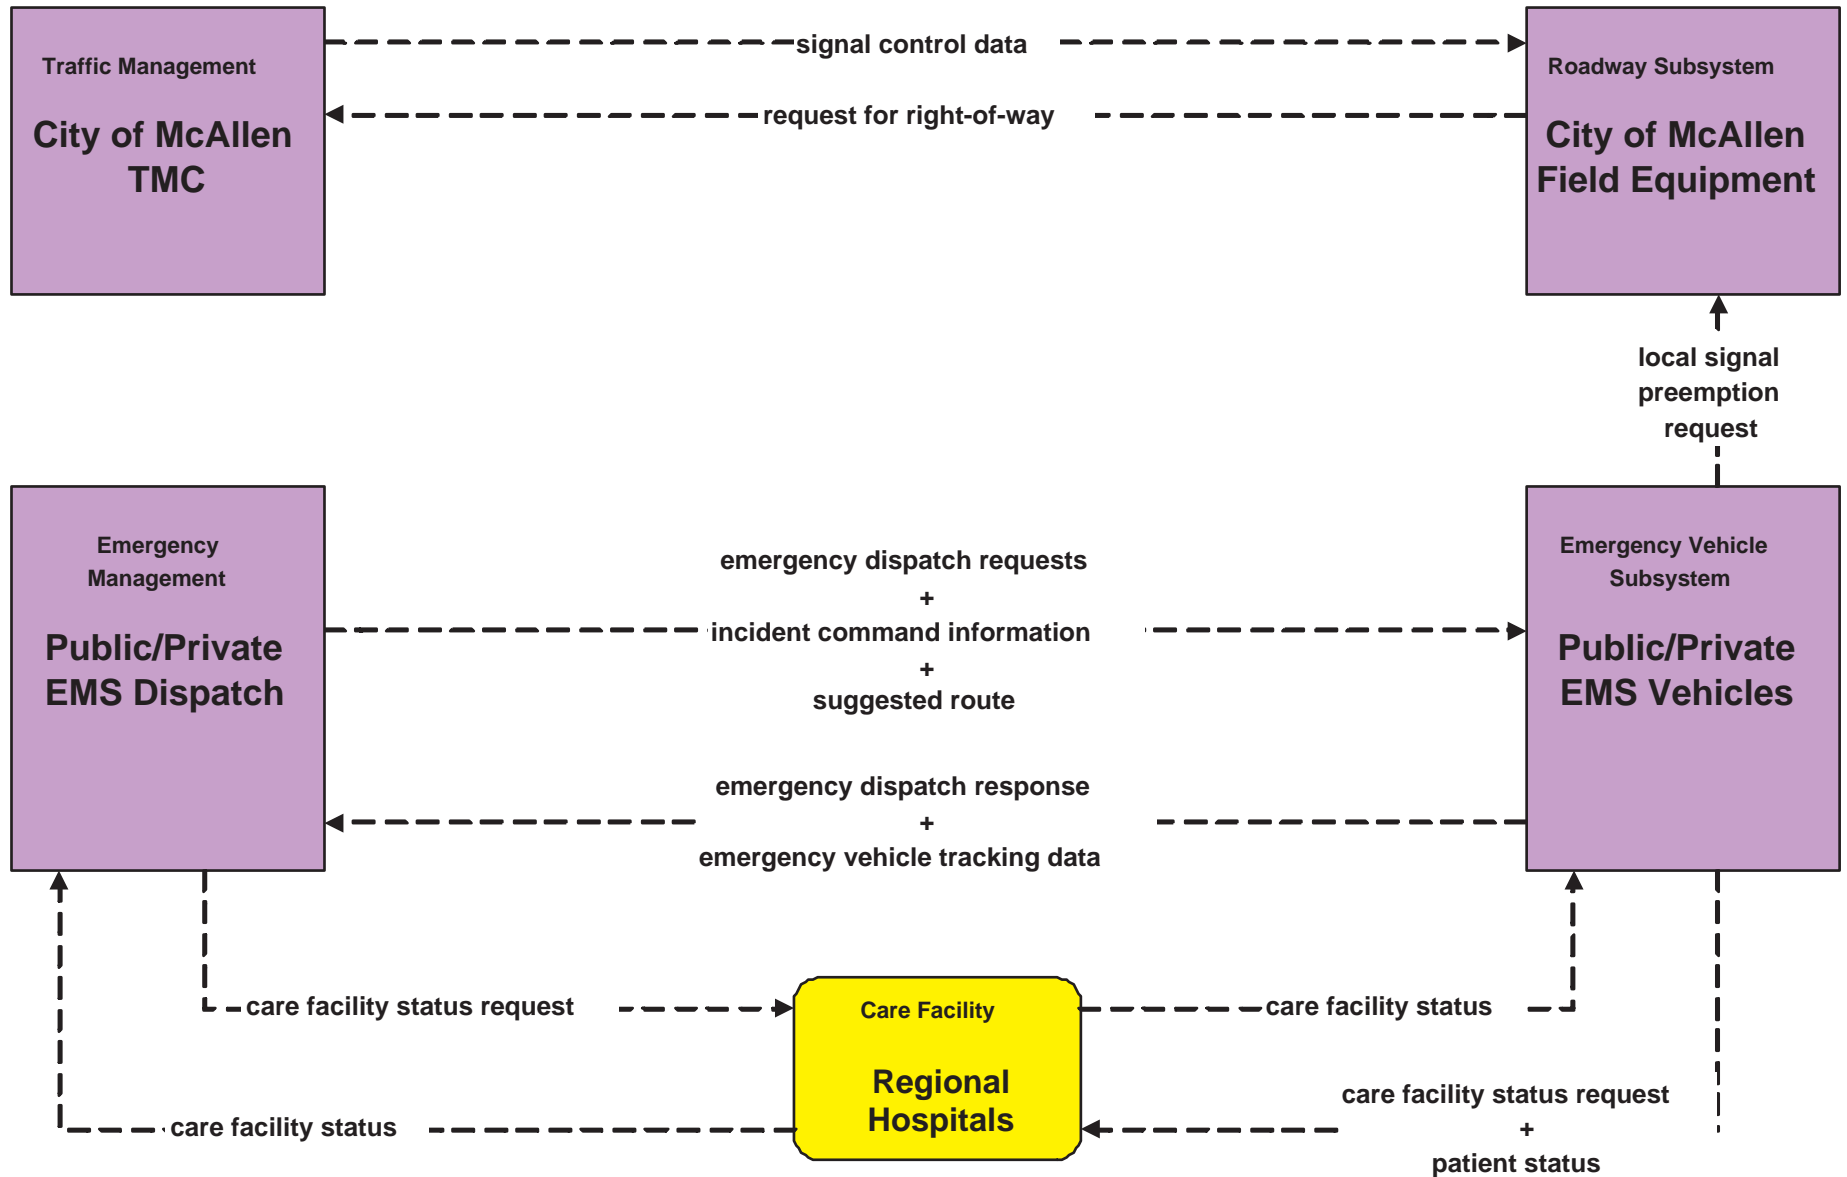 Traffic Management
City of McAllen
TMC
signal control data
request for right-of-way
Roadway Subsystem
City of McAllen
Field Equipment
local signal
preemption
request
Emergency
Management
Public/Private
EMS Dispatch
emergency dispatch requests
+
incident command information
+
suggested route
emergency dispatch response
+
emergency vehicle tracking data
Emergency Vehicle
Subsystem
Public/Private
EMS Vehicles
care facility status request
Care Facility
Regional
Hospitals
care facility status
care facility status
care facility status request
+
patient status